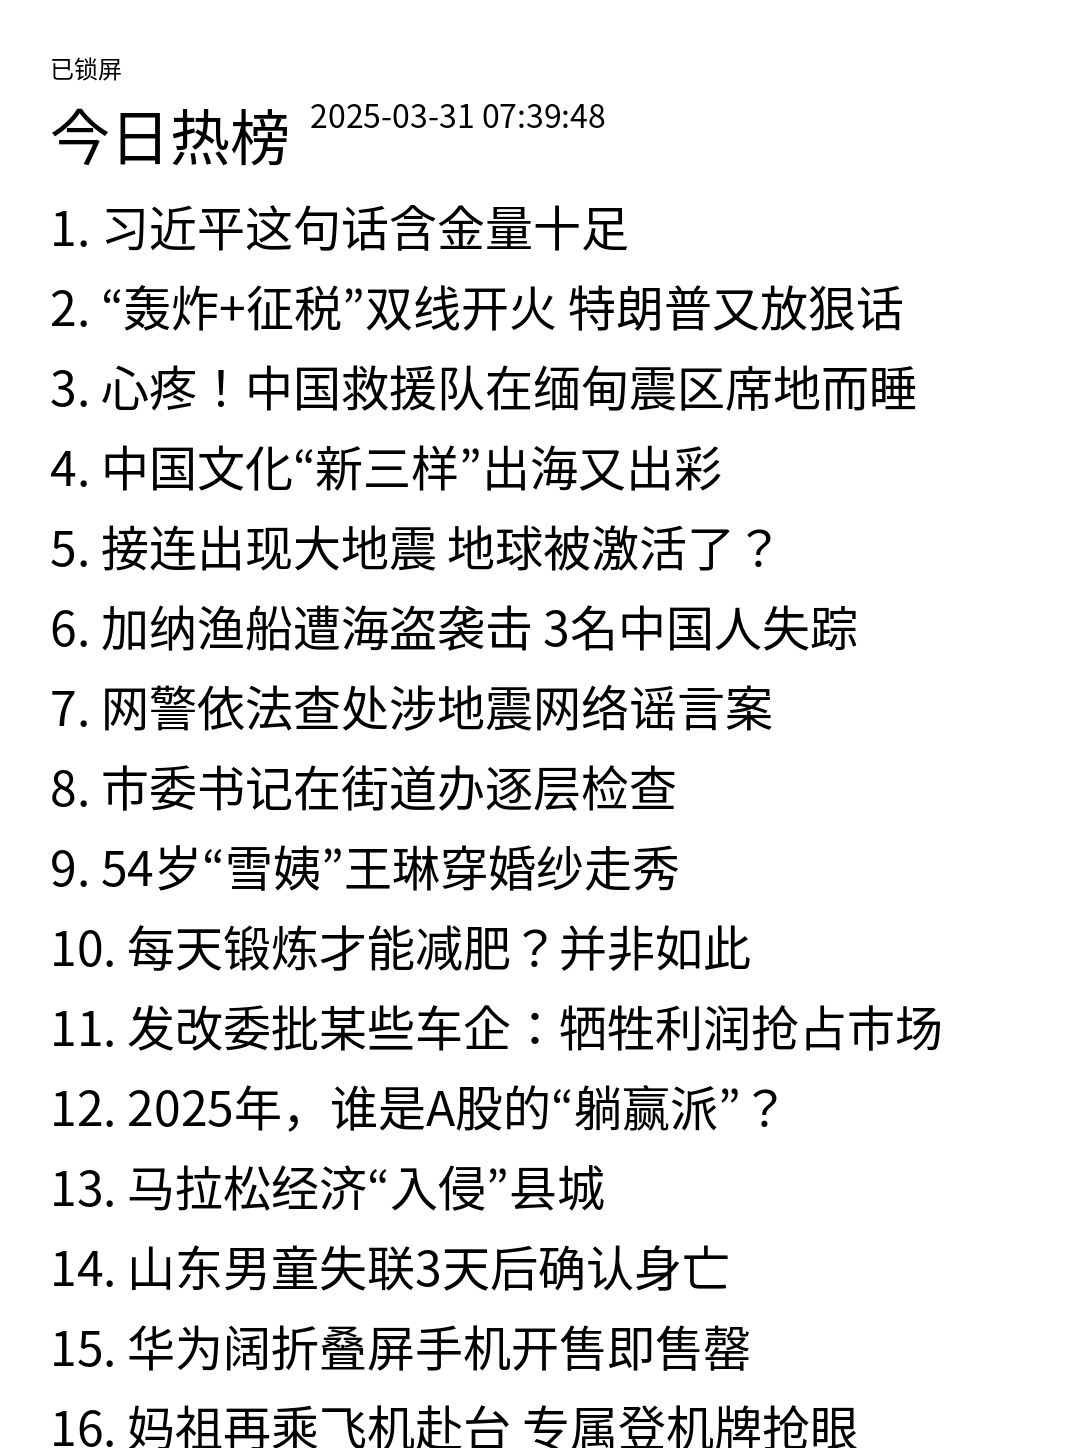 已锁屏
今日热榜 2025-03-31 07:39:48
1. 习近平这句话含金量十足
2. “轰炸+征税”双线开火 特朗普又放狠话
3. 心疼！中国救援队在缅甸震区席地而睡
4. 中国文化“新三样”出海又出彩
5. 接连出现大地震 地球被激活了？
6. 加纳渔船遭海盗袭击 3名中国人失踪
7. 网警依法查处涉地震网络谣言案
8. 市委书记在街道办逐层检查
9. 54岁“雪姨”王琳穿婚纱走秀
10. 每天锻炼才能减肥？并非如此
11. 发改委批某些车企：牺牲利润抢占市场
12. 2025年，谁是A股的“躺赢派”？
13. 马拉松经济“入侵”县城
14. 山东男童失联3天后确认身亡
15. 华为阔折叠屏手机开售即售罄
16. 妈祖再乘飞机赴台 专属登机牌抢眼